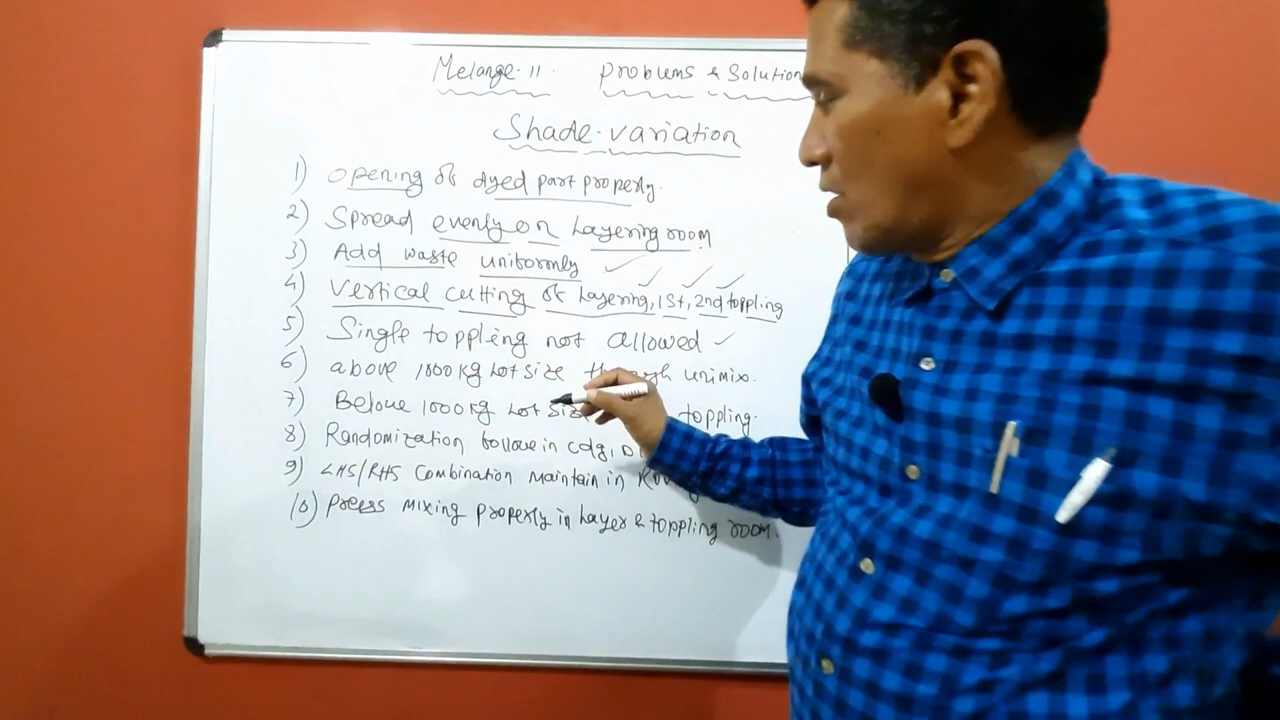 Melange. 11. Problems & Solution
Shade. variation
1) Opening of dyed part properly.
2) Spread evenly on Layering room
3) Add waste uniformly
4) Vertical cutting of Layering, 1st, 2nd toppling
5) Single toppling not allowed
6) above 1000 kg Lot size through unimix.
7) Below 1000 kg Lot toppling.
8) Randomization follow in cdg,
9) LHS/RHS Combination maintain in
10) Press mixing properly in Layer & toppling room.